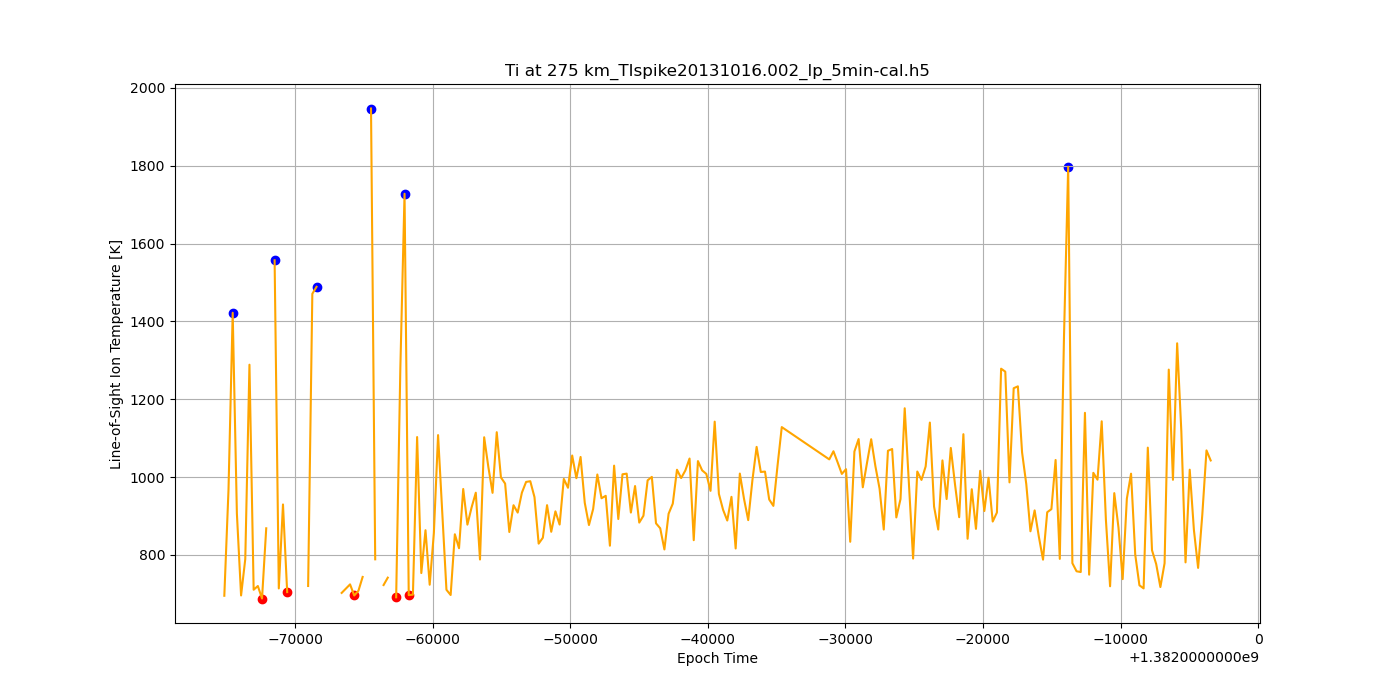 Ti at 275 km_TIspike20131016.002_lp_5min-cal.h5
Line-of-Sight Ion Temperature [K]
2000
1800
1600
1400
1200
1000
800
−70000 −60000 −50000 −40000 −30000 −20000 −10000 0
Epoch Time
+1.3820000000e9